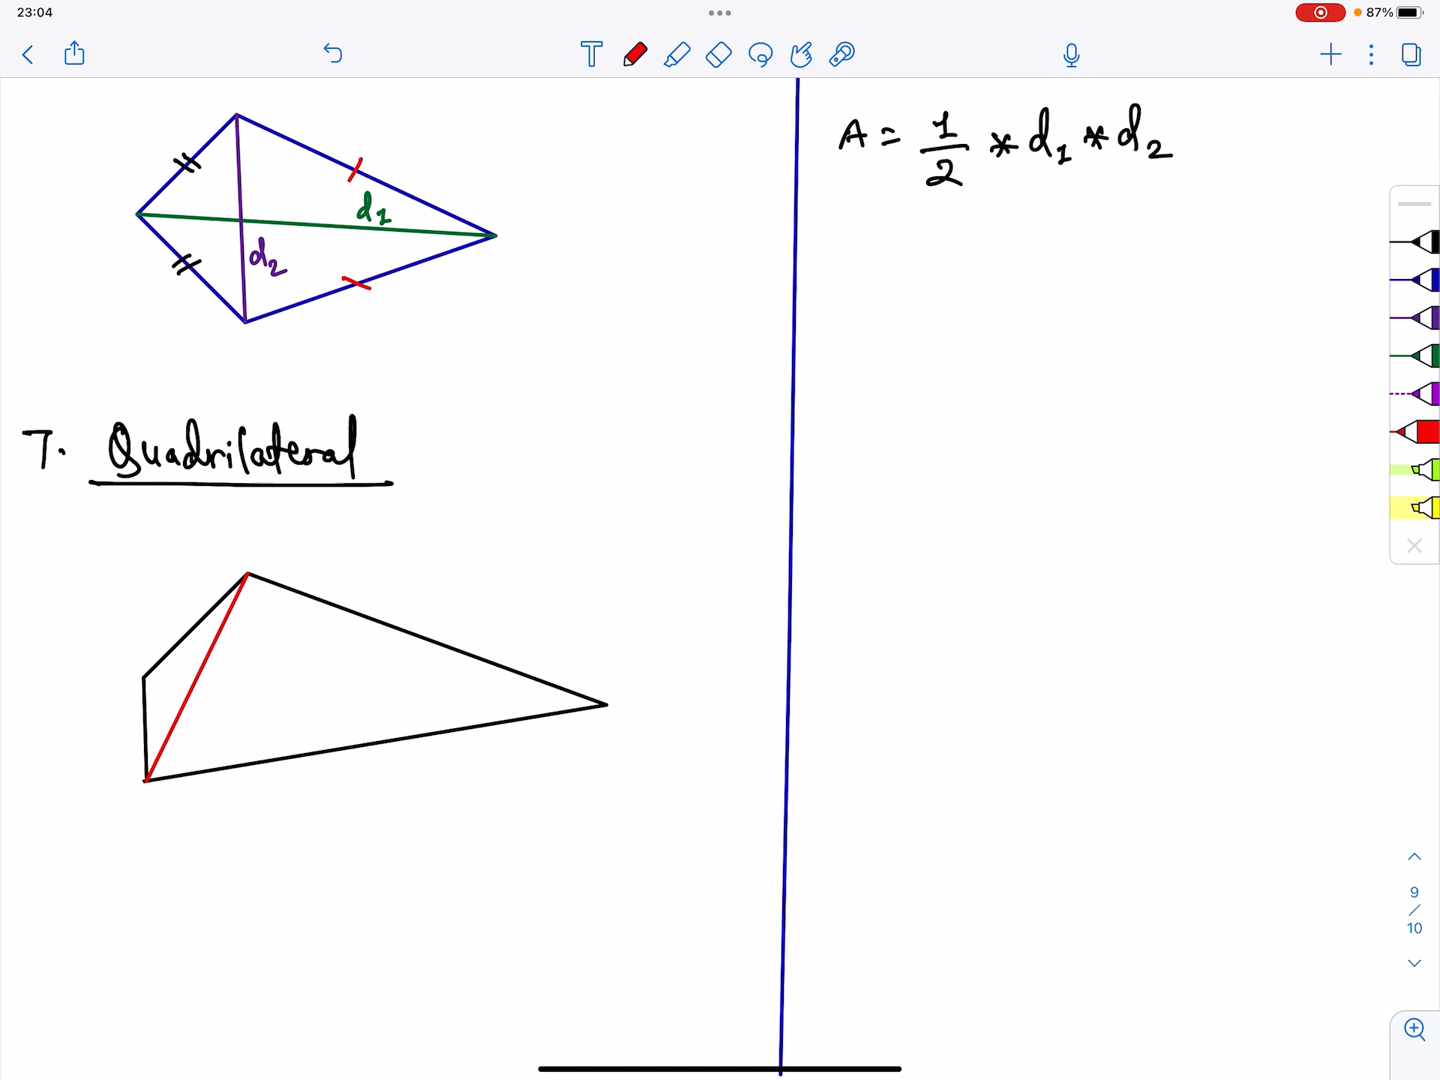 23:04
87%
A = 1/2 * d1 * d2
d1
d2
7. Quadrilateral
9
/
10